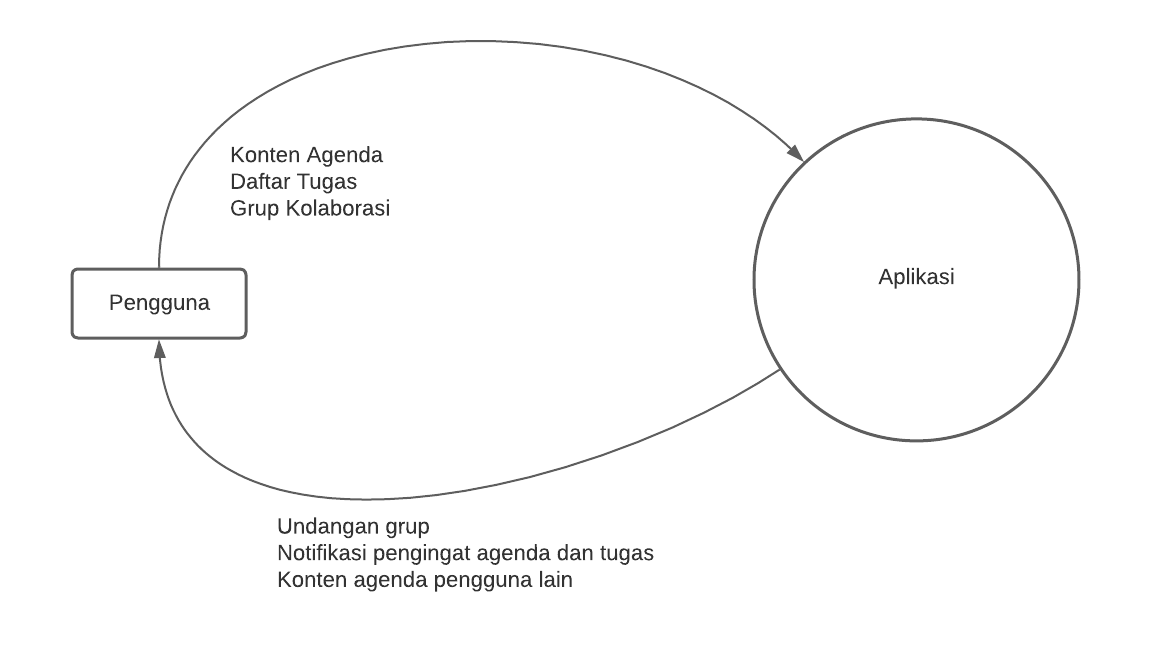 Konten Agenda
Daftar Tugas
Grup Kolaborasi
Pengguna
Aplikasi
Undangan grup
Notifikasi pengingat agenda dan tugas
Konten agenda pengguna lain